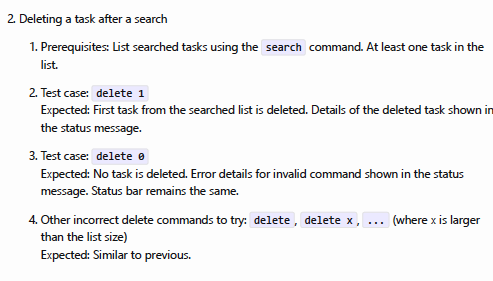 2. Deleting a task after a search
1. Prerequisites: List searched tasks using the search command. At least one task in the
list.
2. Test case: delete 1
Expected: First task from the searched list is deleted. Details of the deleted task shown in
the status message.
3. Test case: delete 0
Expected: No task is deleted. Error details for invalid command shown in the status
message. Status bar remains the same.
4. Other incorrect delete commands to try: delete , delete x , ... (where x is larger
than the list size)
Expected: Similar to previous.